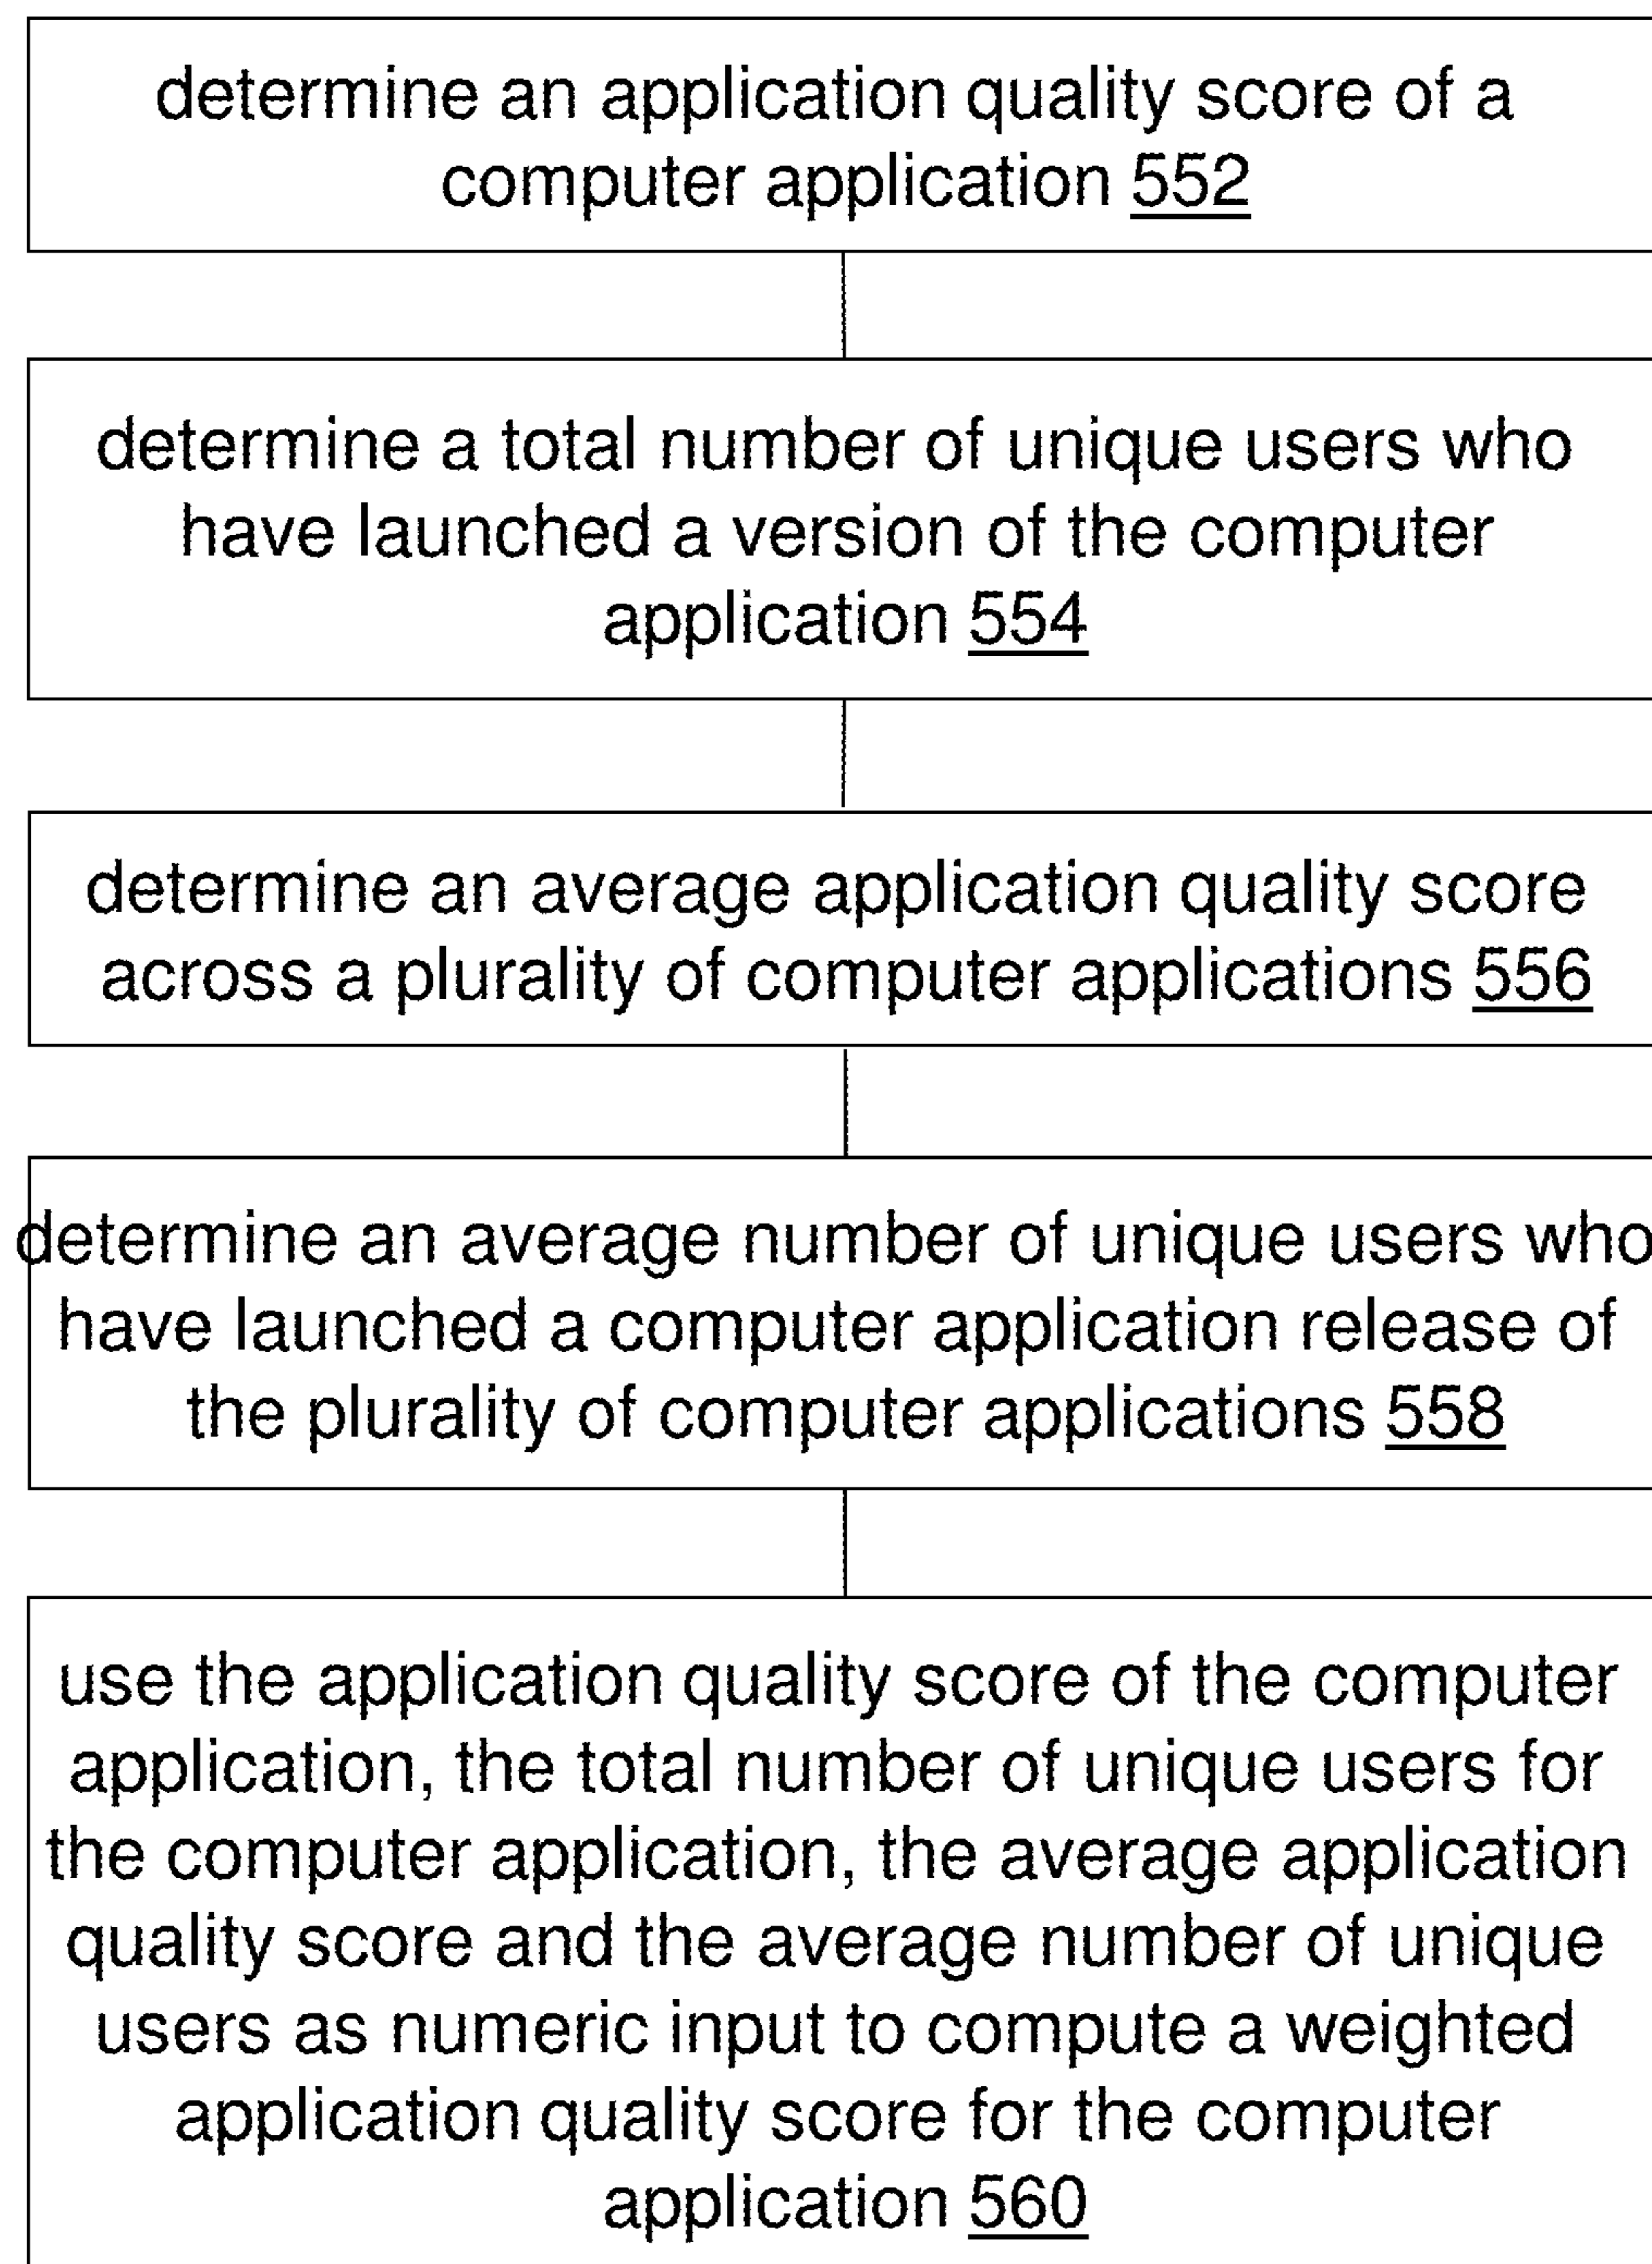 determine an application quality score of a
computer application 552
determine a total number of unique users who
have launched a version of the computer
application 554
determine an average application quality score
across a plurality of computer applications 556
determine an average number of unique users who
have launched a computer application release of
the plurality of computer applications 558
use the application quality score of the computer
application, the total number of unique users for
the computer application, the average application
quality score and the average number of unique
users as numeric input to compute a weighted
application quality score for the computer
application 560